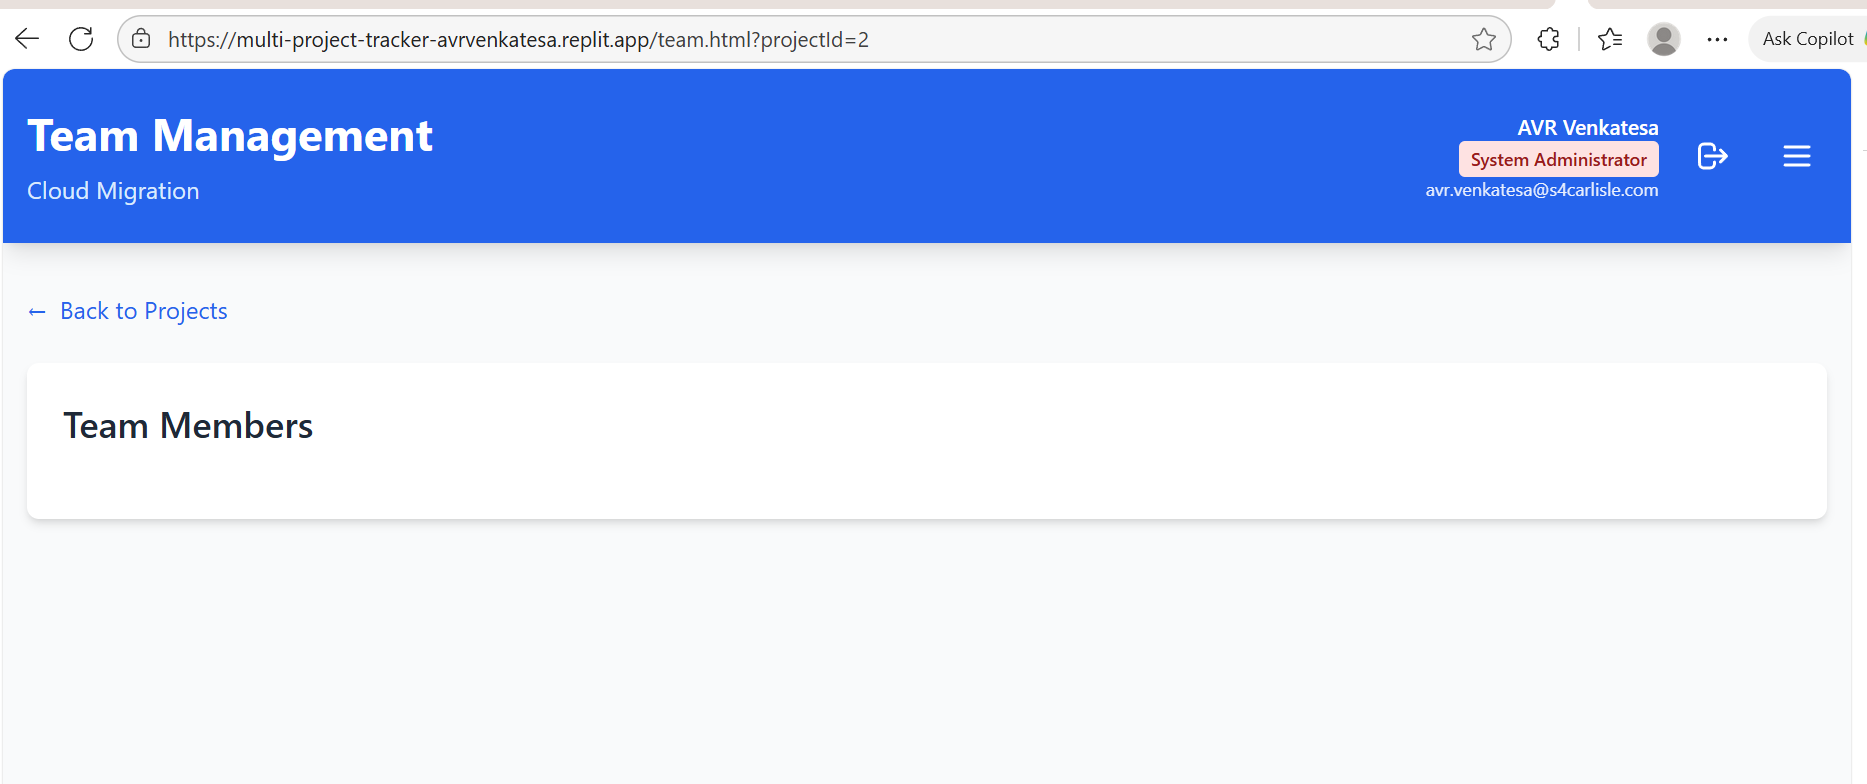 https://multi-project-tracker-avrvenkatesa.replit.app/team.html?projectId=2
Ask Copilot
Team Management
Cloud Migration
AVR Venkatesa
System Administrator
avr.venkatesa@s4carlisle.com
← Back to Projects
Team Members